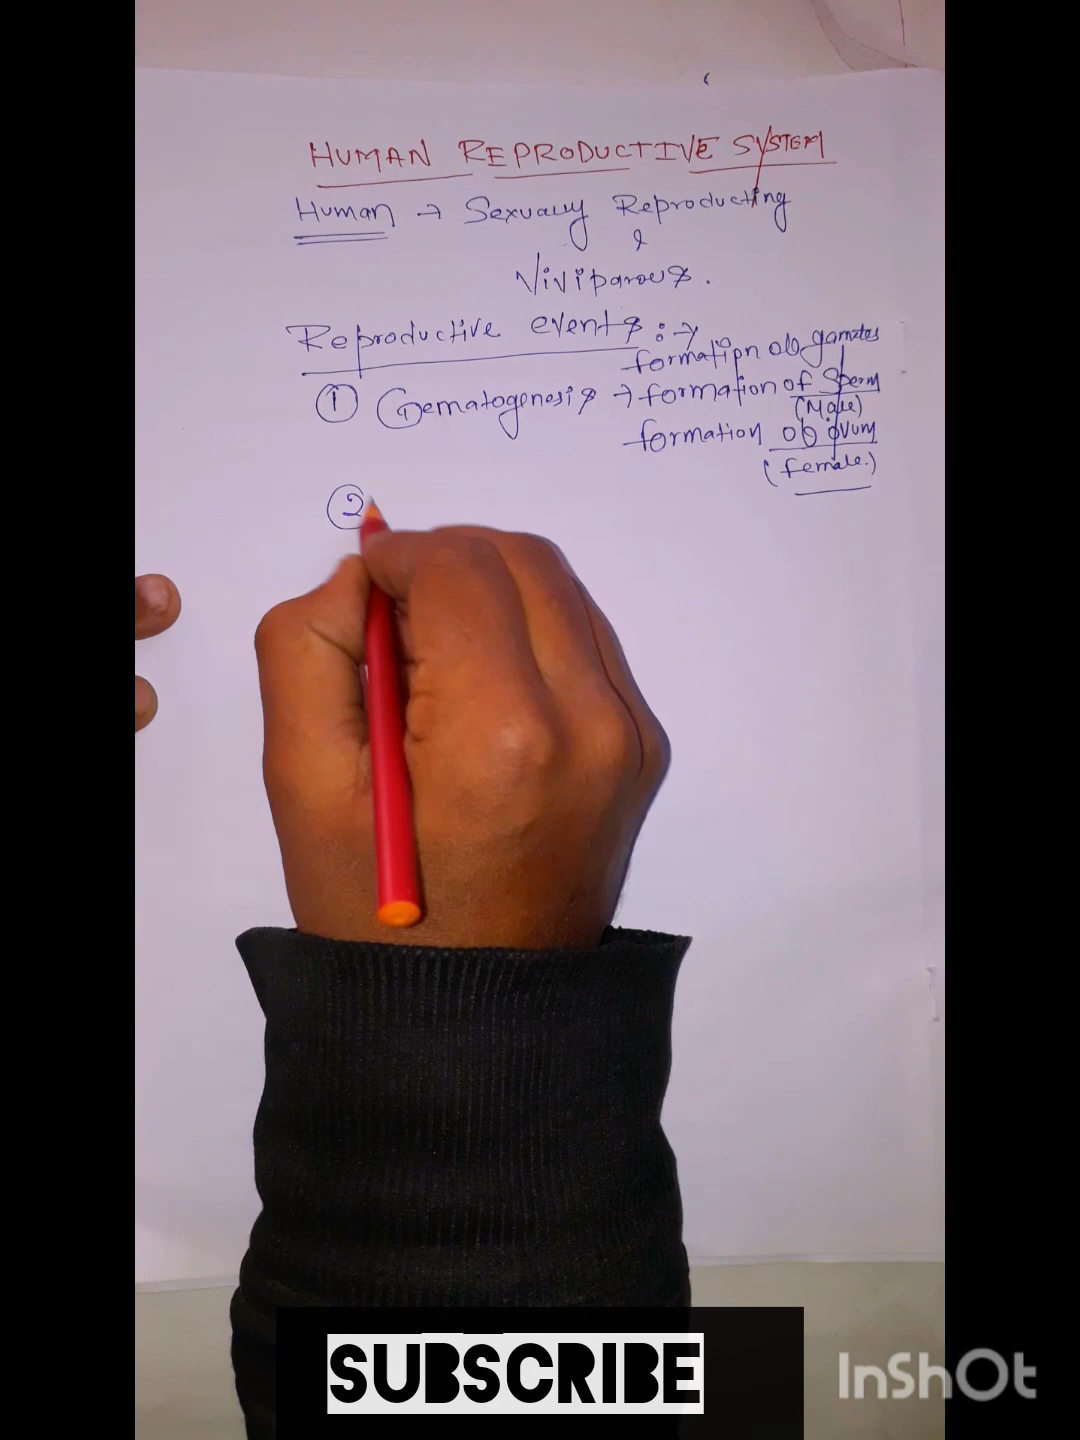 HUMAN REPRODUCTIVE SYSTEM
Human → Sexually Reproducting
&
Viviparous.
Reproductive events :→
formation of gametes
① Gematogenesis → formation of sperm
(Male)
formation of ovum
(female.)
②
SUBSCRIBE
InShOt